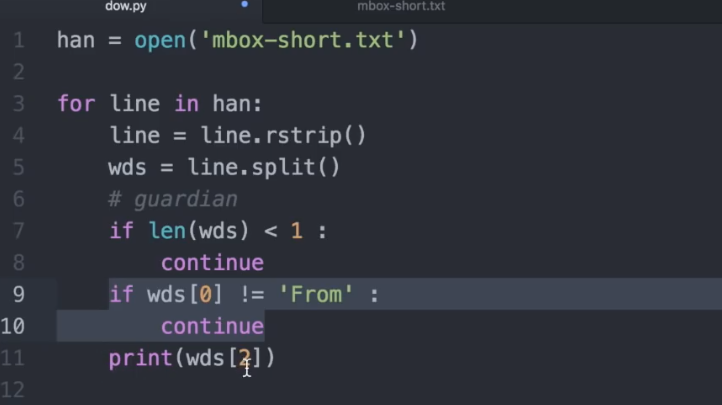 dow.py mbox-short.txt
1 han = open('mbox-short.txt')
2
3 for line in han:
4     line = line.rstrip()
5     wds = line.split()
6     # guardian
7     if len(wds) < 1 :
8         continue
9     if wds[0] != 'From' :
10         continue
11     print(wds[2])
12